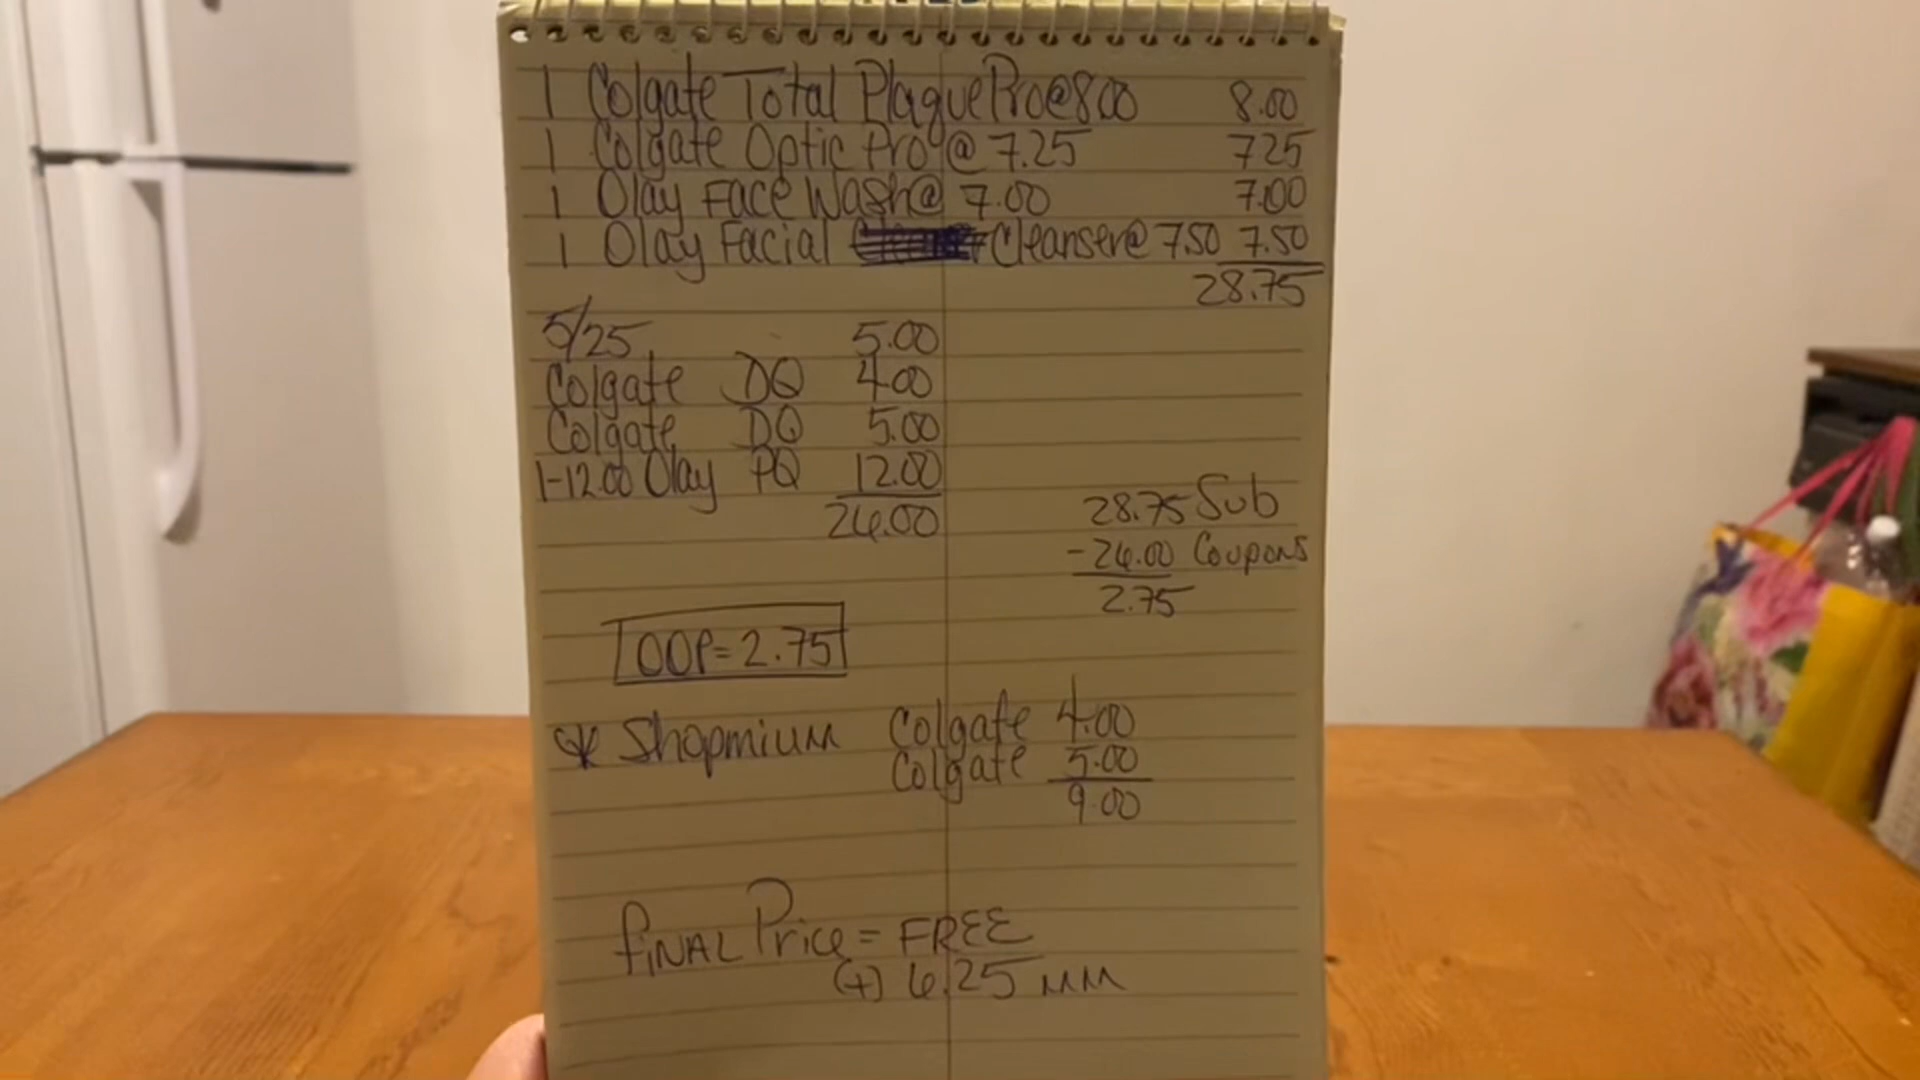 1 Colgate Total Plaque Pro@8.00 8.00
1 Colgate Optic Pro @ 7.25 7.25
1 Olay Face Wash@ 7.00 7.00
1 Olay Facial Cleanser@ 7.50 7.50
28.75
5/25 5.00
Colgate DQ 4.00
Colgate DQ 5.00
1-12.00 Olay PQ 12.00
26.00
28.75 Sub
-26.00 Coupons
2.75
OOP=2.75
* Shopmium Colgate 4.00
Colgate 5.00
9.00
Final Price = FREE
(+) 6.25 MM